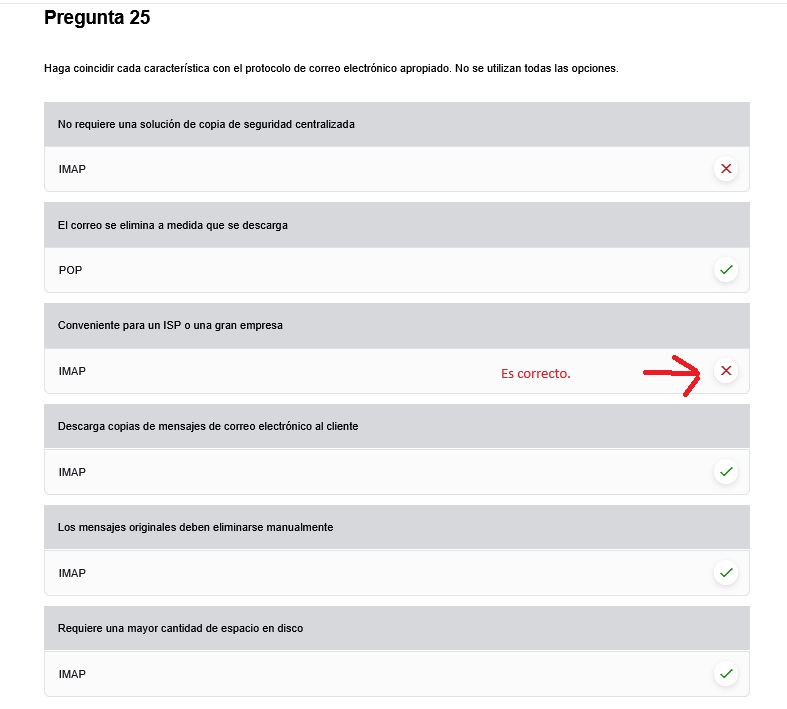 Pregunta 25
Haga coincidir cada característica con el protocolo de correo electrónico apropiado. No se utilizan todas las opciones.
No requiere una solución de copia de seguridad centralizada
IMAP
El correo se elimina a medida que se descarga
POP
Conveniente para un ISP o una gran empresa
IMAP
Es correcto.
Descarga copias de mensajes de correo electrónico al cliente
IMAP
Los mensajes originales deben eliminarse manualmente
IMAP
Requiere una mayor cantidad de espacio en disco
IMAP